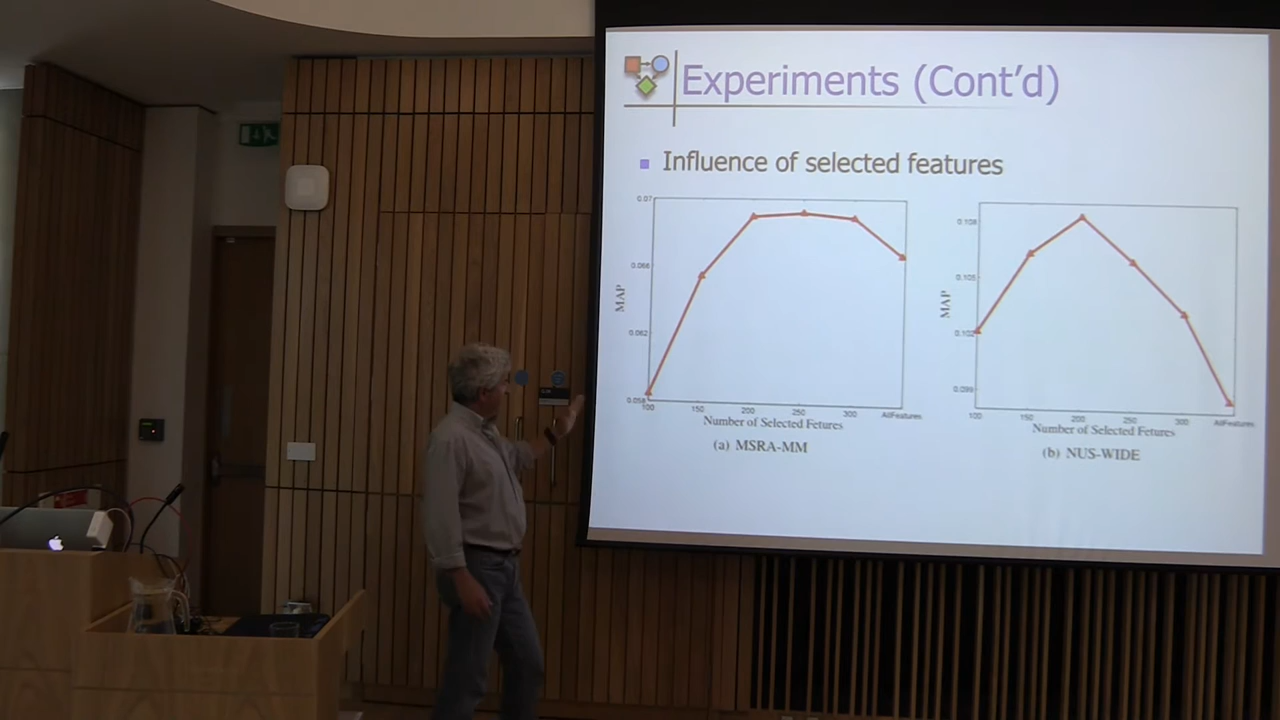 Experiments (Cont'd)
Influence of selected features
0.07
0.066
0.062
0.058
MAP
100 150 200 250 300 AllFeatures
Number of Selected Fetures
(a) MSRA-MM
0.108
0.105
0.102
0.099
MAP
100 150 200 250 300 AllFeatures
Number of Selected Fetures
(b) NUS-WIDE